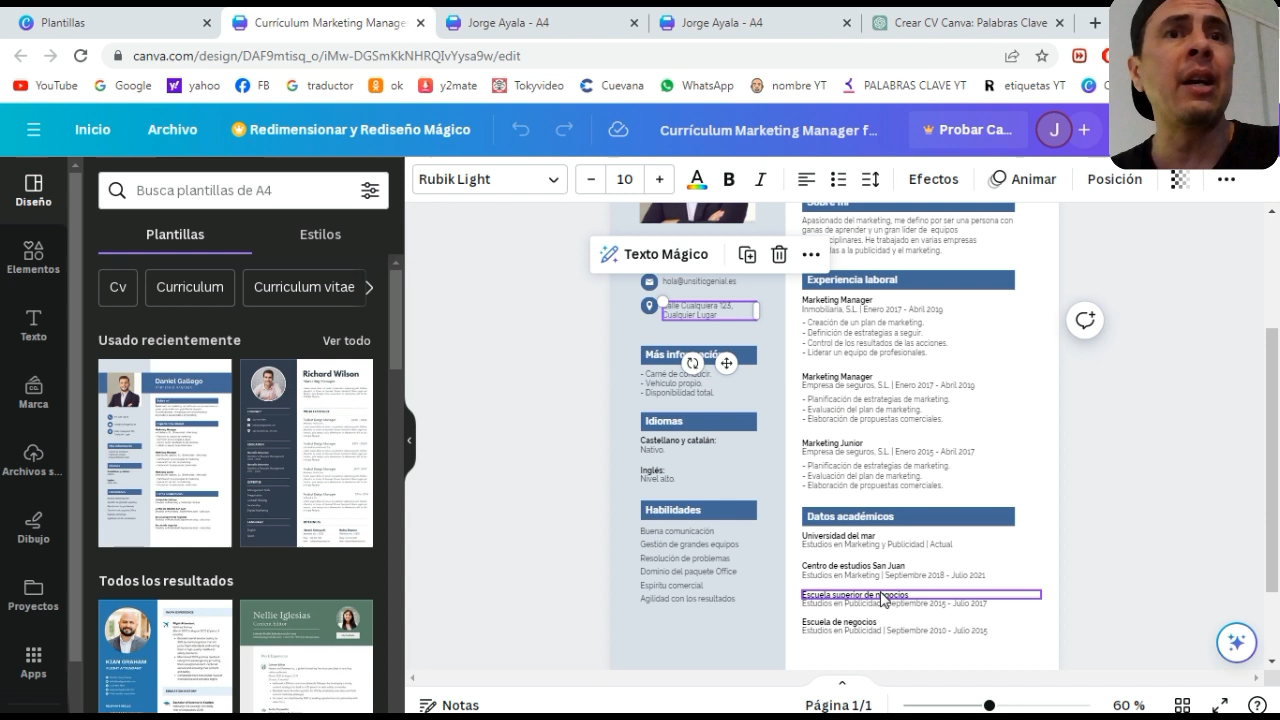 Plantillas
Currículum Marketing Manage
Jorge Ayala - A4
Jorge Ayala - A4
Crear CV Canva: Palabras Clave
canva.com/design/DAF9mtisq_o/iMw-DGSmKkNHRQIvYysa9w/edit
YouTube
Google
yahoo
FB
traductor
ok
y2mate
Tokyvideo
Cuevana
WhatsApp
nombre YT
PALABRAS CLAVE YT
etiquetas YT
Inicio
Archivo
Redimensionar y Rediseño Mágico
Currículum Marketing Manager f...
Probar Ca...
J
Diseño
Elementos
Texto
Marca
Archivos s...
Dibujo
Proyectos
Apps
Busca plantillas de A4
Plantillas
Estilos
Cv
Curriculum
Curriculum vitae
Usado recientemente
Ver todo
Daniel Gallego
Richard Wilson
Todos los resultados
KIAN GRAHAM
Nellie Iglesias
Rubik Light
10
B
I
Efectos
Animar
Posición
Texto Mágico
hola@unsitiogenial.es
Calle Cualquiera 123,
Cualquier Lugar
Más información
- Carné de conducir.
- Vehículo propio.
- Disponibilidad total.
Idiomas
Castellano y catalán:
Nativo.
Inglés:
Nivel alto.
Habilidades
Buena comunicación
Gestión de grandes equipos
Resolución de problemas
Dominio del paquete Office
Espíritu comercial
Agilidad con los resultados
Sobre mí
Apasionado del marketing, me defino por ser una persona con
ganas de aprender y un gran líder de equipos
ciplinares. He trabajado en varias empresas
das a la publicidad y el marketing.
Experiencia laboral
Marketing Manager
Inmobiliaria, S.L | Enero 2017 - Abril 2019
- Creación de un plan de marketing.
- Definición de estrategias a seguir.
- Control de los resultados de las acciones.
- Liderar un equipo de profesionales.
Marketing Manager
Empresa de seguros, S.L. | Enero 2017 - Abril 2019
- Planificación de estrategias de marketing.
- Evaluación del plan de marketing.
- Elaboración de propuestas comerciales.
Marketing Junior
Empresa de seguros, S.L. | Enero 2015 - Abril 2017
- Planificación de estrategias de marketing.
- Evaluación del plan de marketing.
- Elaboración de propuestas comerciales.
Datos académicos
Universidad del mar
Estudios en Marketing y Publicidad | Actual
Centro de estudios San Juan
Estudios en Marketing | Septiembre 2018 - Julio 2021
Escuela superior de negocios
Estudios en Publicidad | Septiembre 2015 - Julio 2017
Escuela de negocios
Estudios en Publicidad | Septiembre 2010 - Julio 2015
Notas
Página 1/1
60 %